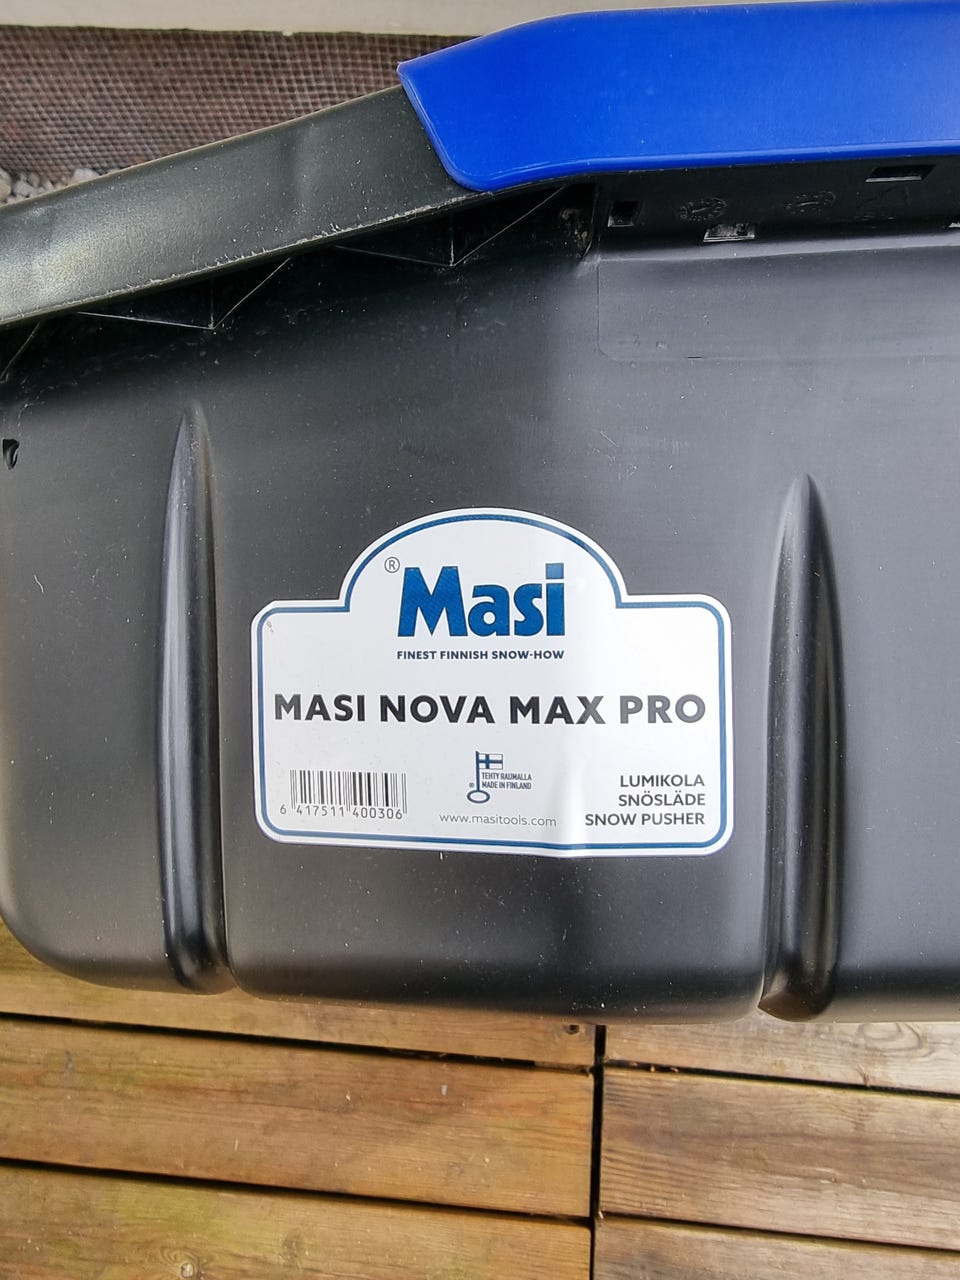 ® Masi
FINEST FINNISH SNOW-HOW
MASI NOVA MAX PRO
TEHTY RAUMALLA
® MADE IN FINLAND
6 417511 400306
www.masitools.com
LUMIKOLA
SNÖSLÄDE
SNOW PUSHER